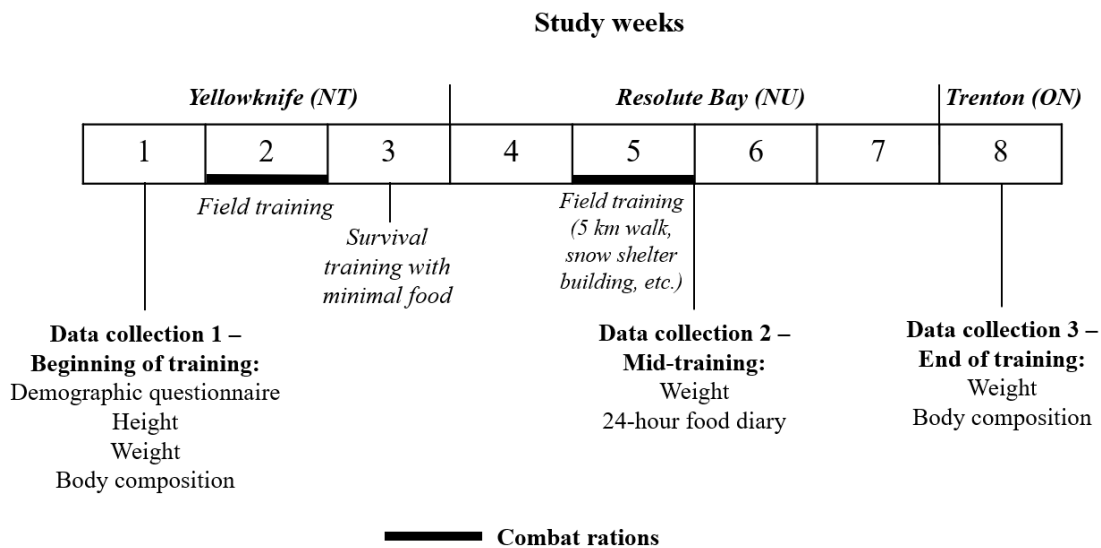 Study weeks
Yellowknife (NT) Resolute Bay (NU) Trenton (ON)
1 2 3 4 5 6 7 8
Field training
Survival
training with
minimal food
Field training
(5 km walk,
snow shelter
building, etc.)
Data collection 1 –
Beginning of training:
Demographic questionnaire
Height
Weight
Body composition
Data collection 2 –
Mid-training:
Weight
24-hour food diary
Data collection 3 –
End of training:
Weight
Body composition
Combat rations